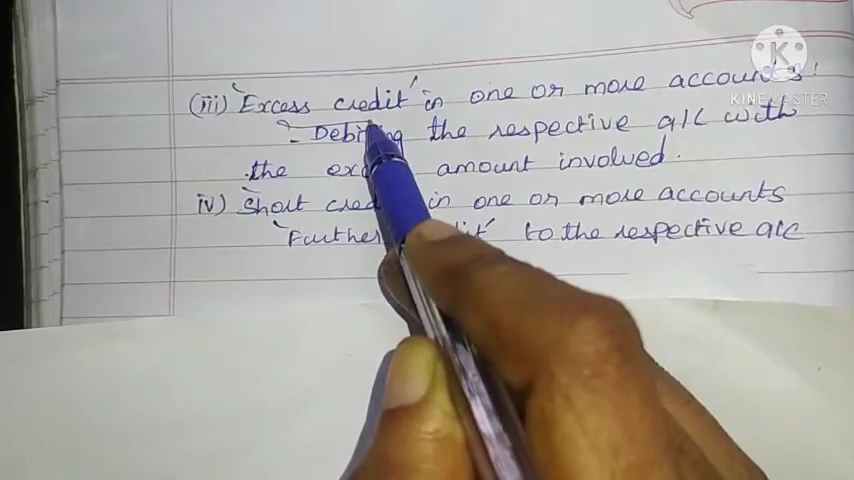 (iii) 'Excess credit' in one or more accounts!
- Debiting the respective a/c with
the amount involved.
iv) 'Short in one or more accounts
'Further to the respective a/c
KINEMASTER